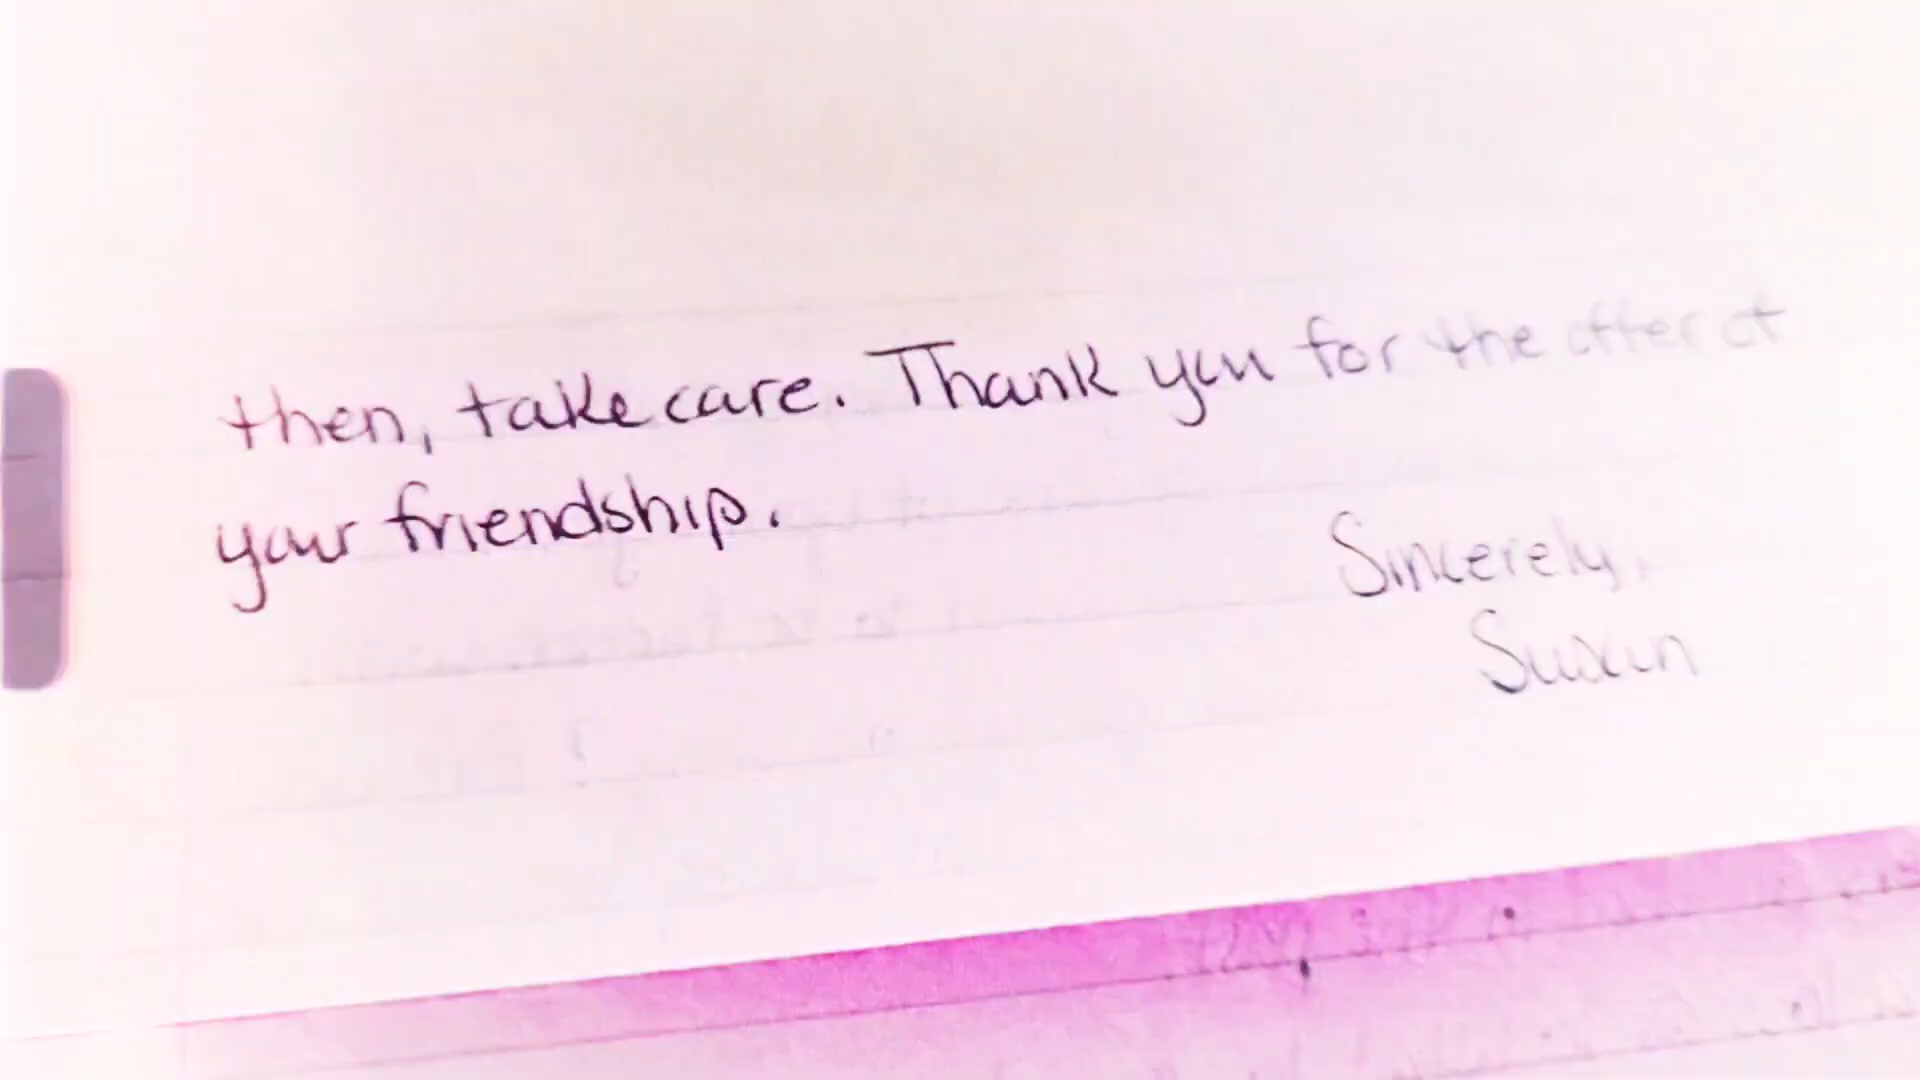 then, take care. Thank you for the offer of
your friendship.
Sincerely,
Susan